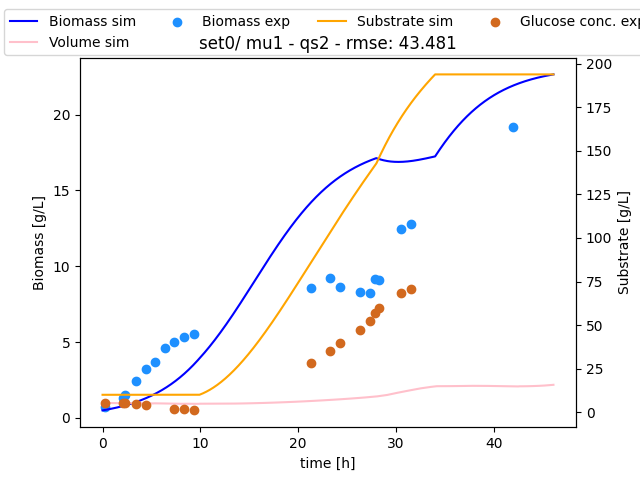 Biomass sim Biomass exp Substrate sim Glucose conc. exp
Volume sim
set0/ mu1 - qs2 - rmse: 43.481
Biomass [g/L]
0
5
10
15
20
0 10 20 30 40
time [h]
0
25
50
75
100
125
150
175
200
Substrate [g/L]